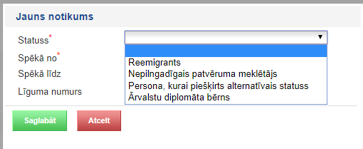 Jauns notikums
Statuss*
Reemigrants
Spēkā no*
Nepilngadīgais patvēruma meklētājs
Spēkā līdz
Persona, kurai piešķirts alternatīvais statuss
Līguma numurs
Ārvalstu diplomāta bērns
Saglabāt
Atcelt